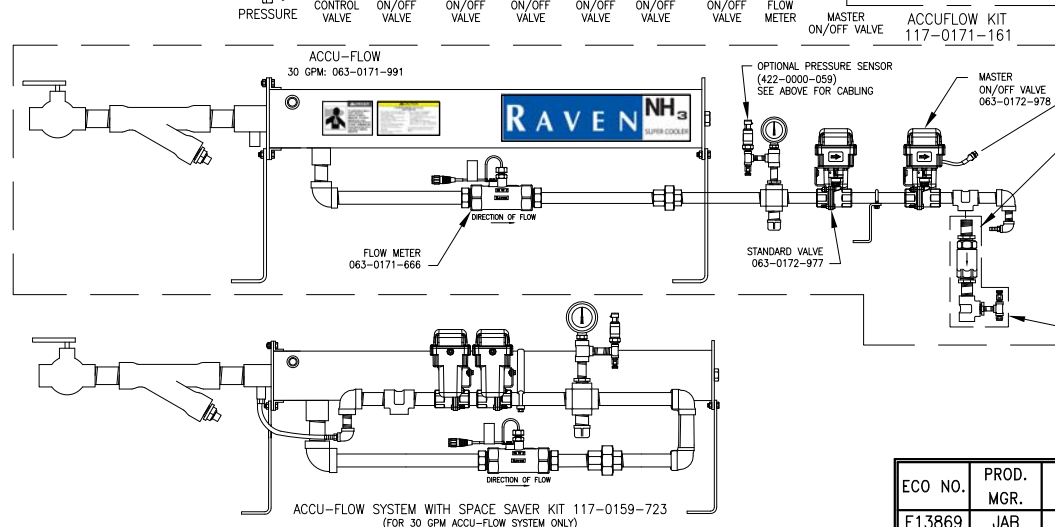 PRESSURE
CONTROL VALVE
ON/OFF VALVE
ON/OFF VALVE
ON/OFF VALVE
ON/OFF VALVE
ON/OFF VALVE
ON/OFF VALVE
FLOW METER
MASTER
ON/OFF VALVE
ACCUFLOW KIT
117-0171-161
ACCU-FLOW
30 GPM: 063-0171-991
OPTIONAL PRESSURE SENSOR
(422-0000-059)
SEE ABOVE FOR CABLING
MASTER
ON/OFF VALVE
063-0172-978
RAVEN
NH3
SUPER COOLER
DIRECTION OF FLOW
FLOW METER
063-0171-666
STANDARD VALVE
063-0172-977
DIRECTION OF FLOW
ACCU-FLOW SYSTEM WITH SPACE SAVER KIT 117-0159-723
(FOR 30 GPM ACCU-FLOW SYSTEM ONLY)
ECO NO.
PROD.
MGR.
E13869
JAR